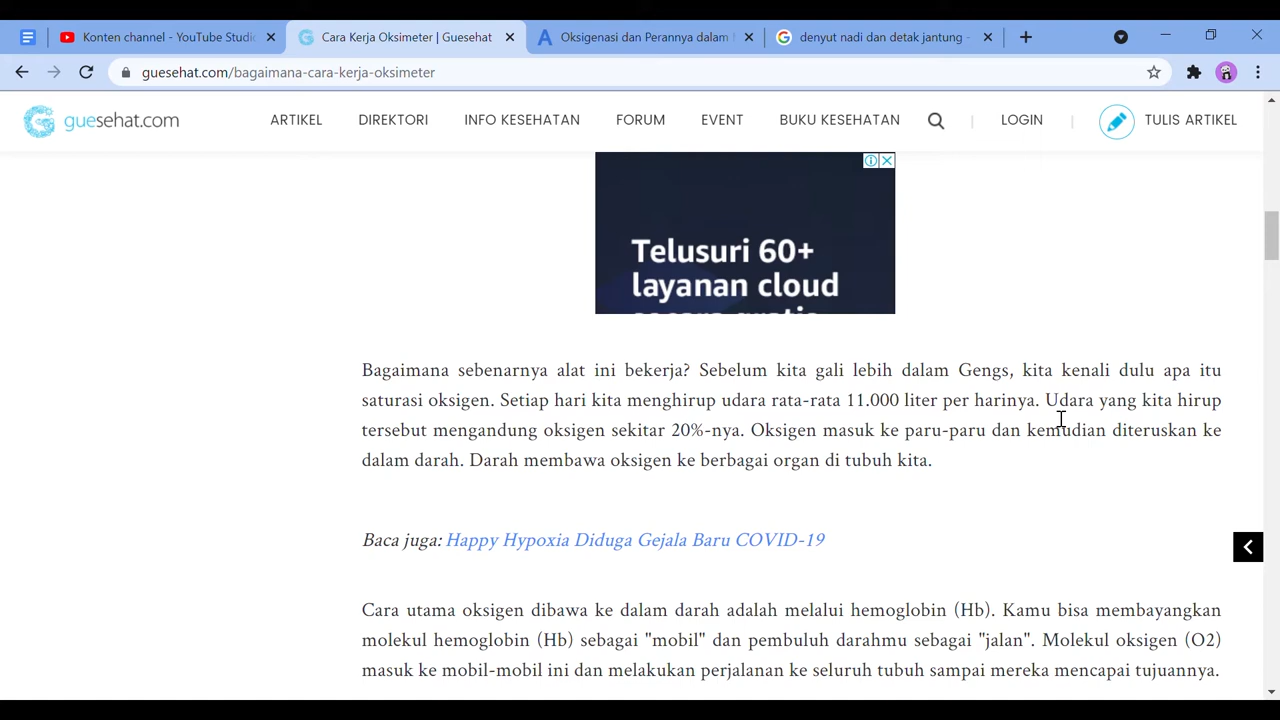 Konten channel - YouTube Studio
Cara Kerja Oksimeter | Guesehat
Oksigenasi dan Perannya dalam
denyut nadi dan detak jantung -
guesehat.com/bagaimana-cara-kerja-oksimeter
guesehat.com
ARTIKEL
DIREKTORI
INFO KESEHATAN
FORUM
EVENT
BUKU KESEHATAN
LOGIN
TULIS ARTIKEL
Telusuri 60+
layanan cloud
secara gratis
Bagaimana sebenarnya alat ini bekerja? Sebelum kita gali lebih dalam Gengs, kita kenali dulu apa itu
saturasi oksigen. Setiap hari kita menghirup udara rata-rata 11.000 liter per harinya. Udara yang kita hirup
tersebut mengandung oksigen sekitar 20%-nya. Oksigen masuk ke paru-paru dan kemudian diteruskan ke
dalam darah. Darah membawa oksigen ke berbagai organ di tubuh kita.
Baca juga: Happy Hypoxia Diduga Gejala Baru COVID-19
Cara utama oksigen dibawa ke dalam darah adalah melalui hemoglobin (Hb). Kamu bisa membayangkan
molekul hemoglobin (Hb) sebagai "mobil" dan pembuluh darahmu sebagai "jalan". Molekul oksigen (O2)
masuk ke mobil-mobil ini dan melakukan perjalanan ke seluruh tubuh sampai mereka mencapai tujuannya.